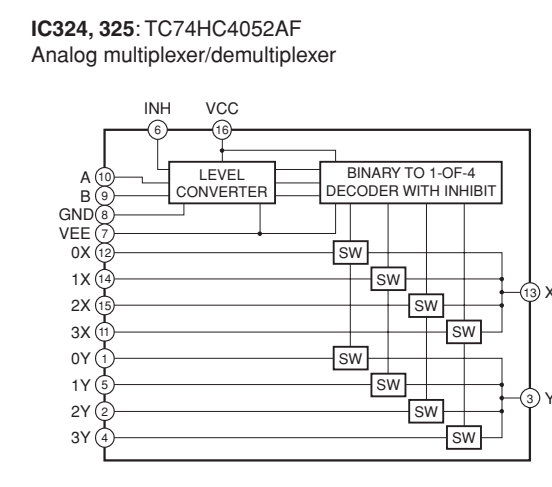 IC324, 325: TC74HC4052AF
Analog multiplexer/demultiplexer
INH VCC
6 16
A 10 LEVEL BINARY TO 1-OF-4
B 9 CONVERTER DECODER WITH INHIBIT
GND 8
VEE 7
0X 12 SW
1X 14 SW
13 X
2X 15 SW
3X 11 SW
0Y 1 SW
1Y 5 SW
3 Y
2Y 2 SW
3Y 4 SW